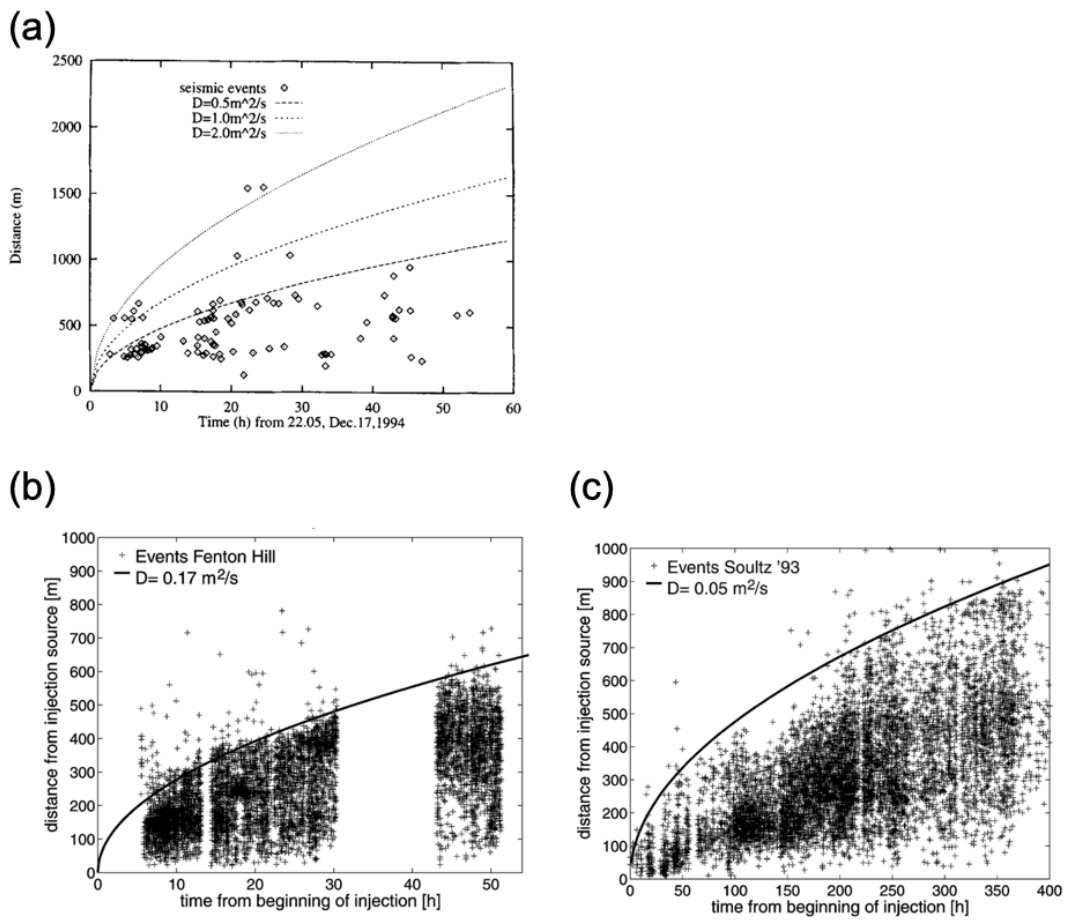 (a)
2500
2000
1500
1000
500
0
Distance (m)
seismic events
D=0.5m^2/s
D=1.0m^2/s
D=2.0m^2/s
0 10 20 30 40 50 60
Time (h) from 22.05, Dec.17,1994
(b)
1000
900
800
700
600
500
400
300
200
100
0
distance from injection source [m]
Events Fenton Hill
D= 0.17 m²/s
0 10 20 30 40 50
time from beginning of injection [h]
(c)
1000
900
800
700
600
500
400
300
200
100
0
distance from injection source [m]
Events Soultz '93
D= 0.05 m²/s
0 50 100 150 200 250 300 350 400
time from beginning of injection [h]